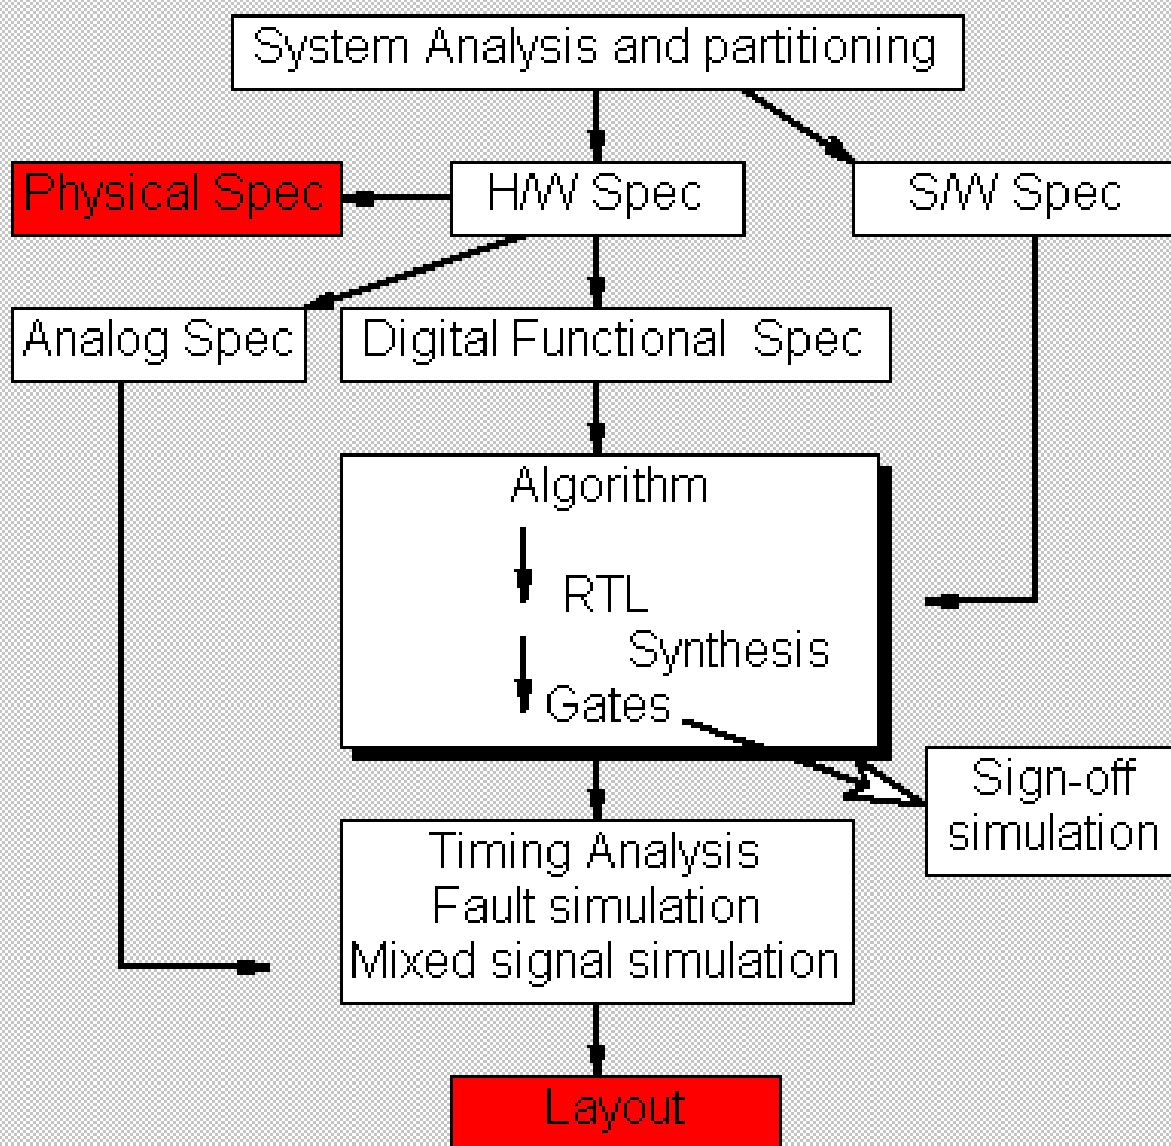 System Analysis and partitioning
Physical Spec
H/W Spec
S/W Spec
Analog Spec
Digital Functional Spec
Algorithm
RTL
Synthesis
Gates
Sign-off
simulation
Timing Analysis
Fault simulation
Mixed signal simulation
Layout